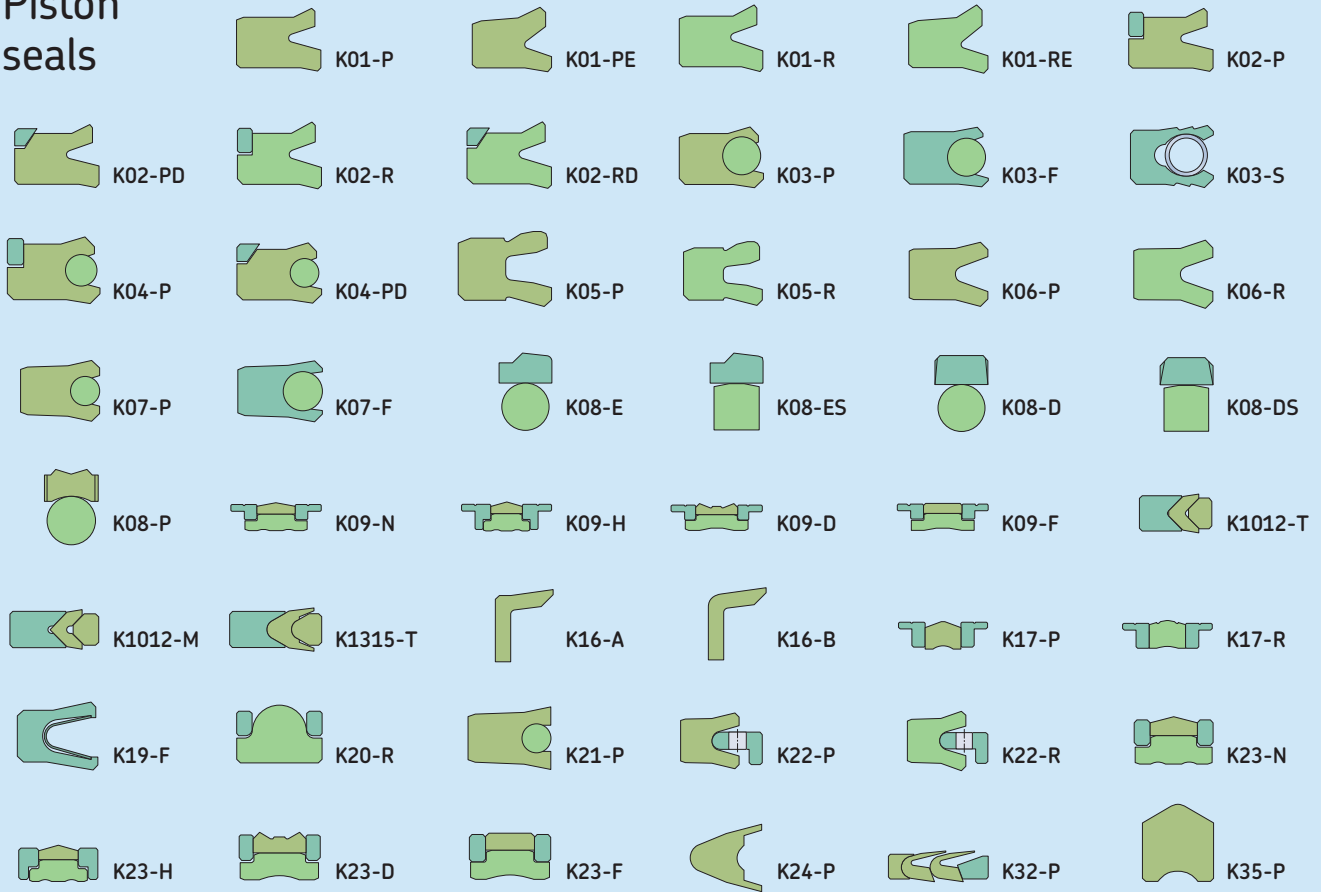 Piston
seals
K01-P
K01-PE
K01-R
K01-RE
K02-P
K02-PD
K02-R
K02-RD
K03-P
K03-F
K03-S
K04-P
K04-PD
K05-P
K05-R
K06-P
K06-R
K07-P
K07-F
K08-E
K08-ES
K08-D
K08-DS
K08-P
K09-N
K09-H
K09-D
K09-F
K1012-T
K1012-M
K1315-T
K16-A
K16-B
K17-P
K17-R
K19-F
K20-R
K21-P
K22-P
K22-R
K23-N
K23-H
K23-D
K23-F
K24-P
K32-P
K35-P